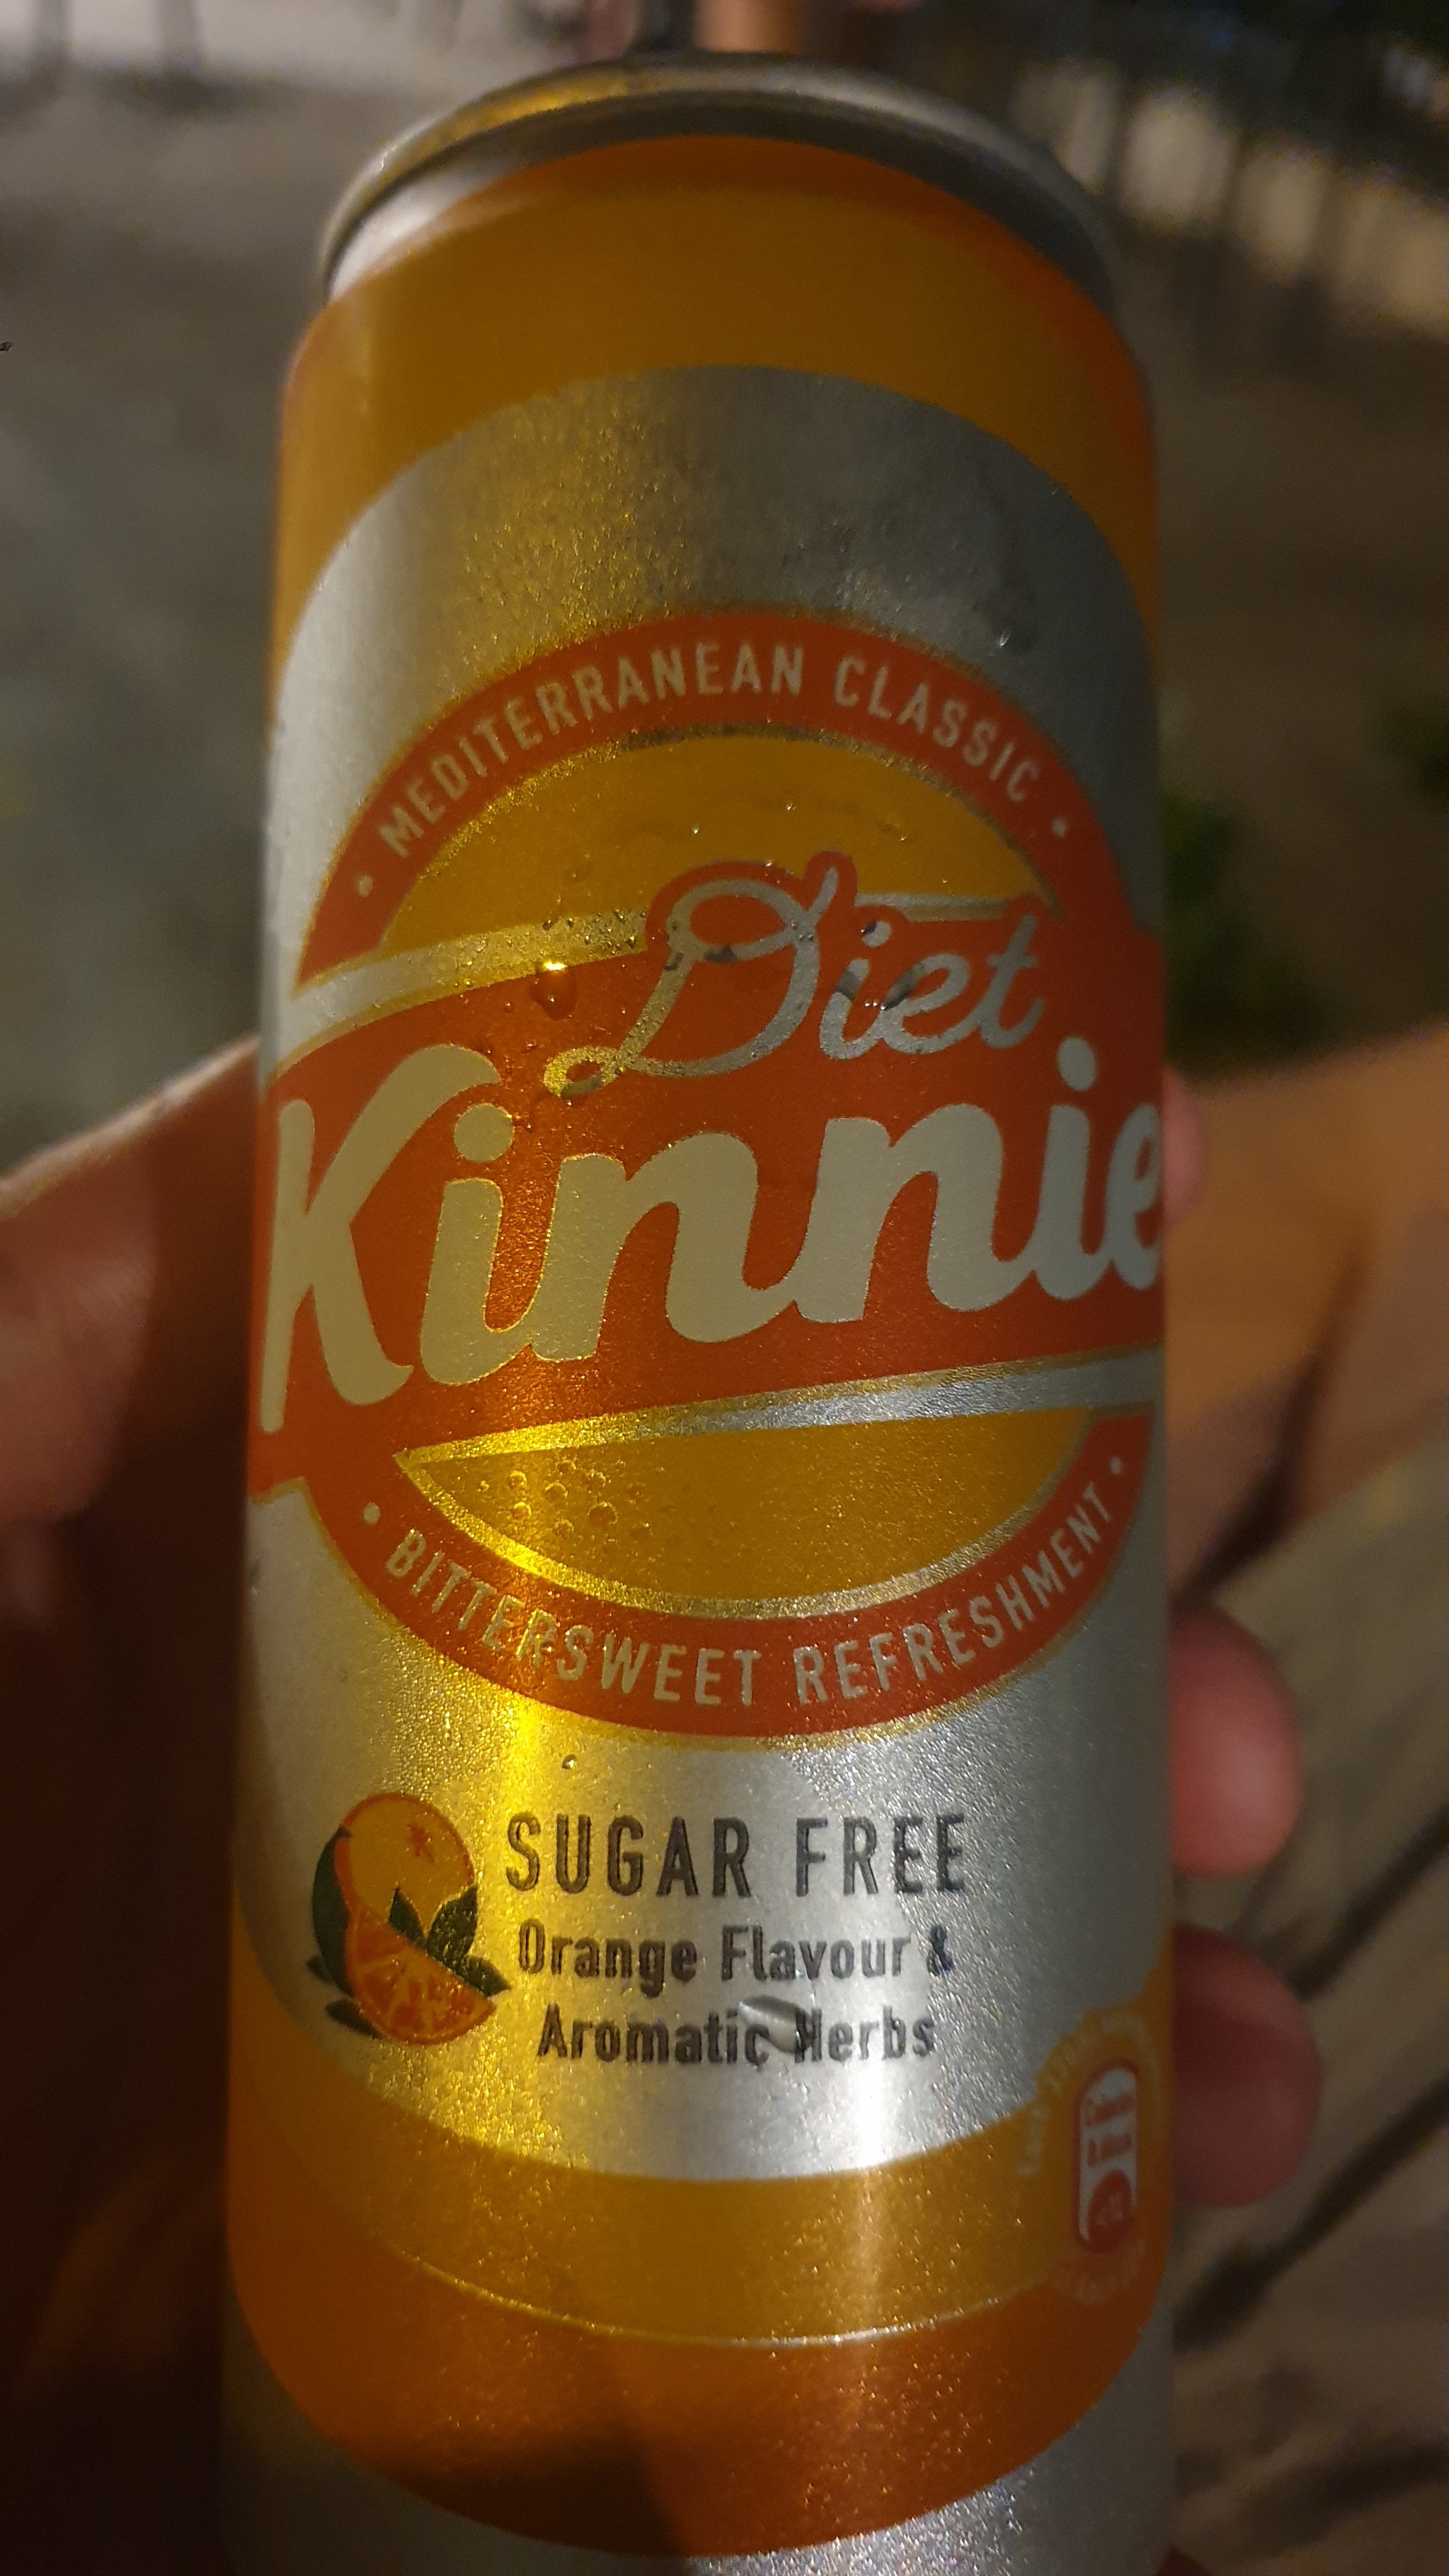 • MEDITERRANEAN CLASSIC •
Diet
Kinnie
• BITTERSWEET REFRESHMENT •
SUGAR FREE
Orange Flavour &
Aromatic Herbs